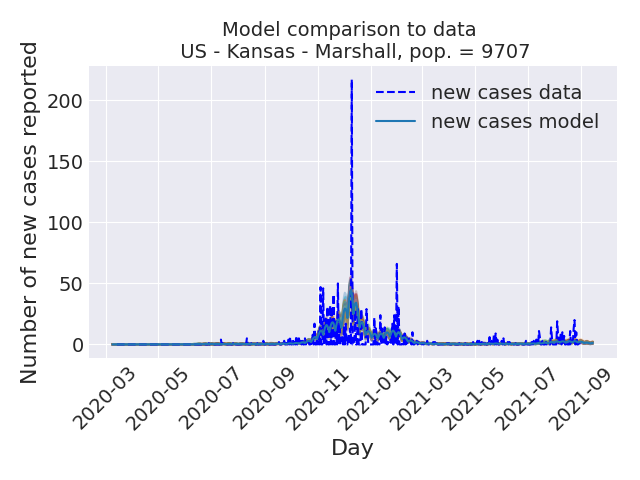 Model comparison to data
US - Kansas - Marshall, pop. = 9707
Number of new cases reported
200
150
100
50
0
new cases data
new cases model
2020-03
2020-05
2020-07
2020-09
2020-11
2021-01
2021-03
2021-05
2021-07
2021-09
Day